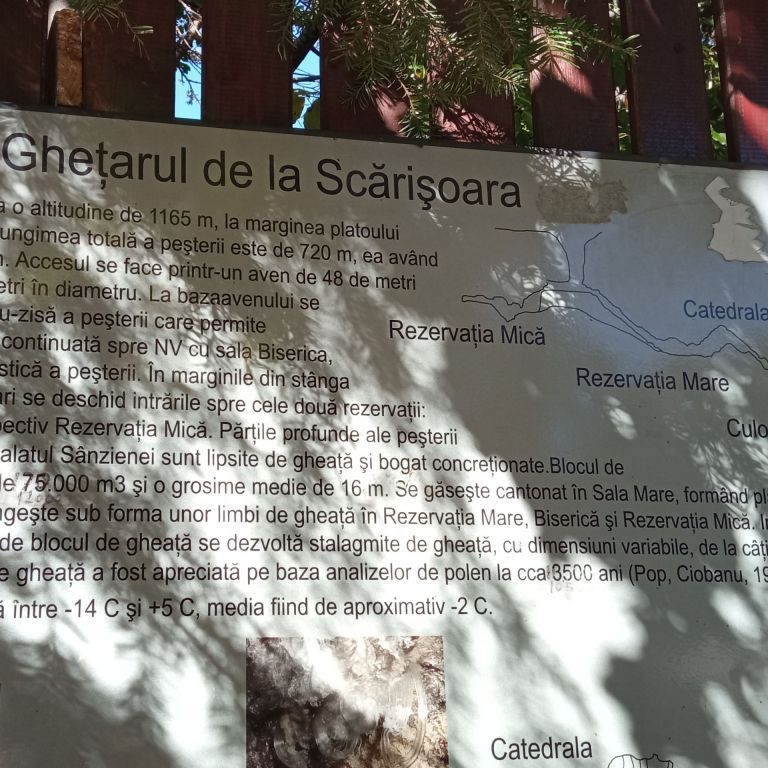 Ghețarul de la Scărişoara
a o altitudine de 1165 m, la marginea platoului
ungimea totală a peşterii este de 720 m, ea având
. Accesul se face printr-un aven de 48 de metri
etri în diametru. La bazaavenului se
u-zisă a peşterii care permite
continuată spre NV cu sala Biserica,
stică a peşterii. În marginile din stânga
ari se deschid intrările spre cele două rezervații:
pectiv Rezervația Mică. Părțile profunde ale peşterii
alatul Sânzienei sunt lipsite de gheață şi bogat concreționate.Blocul de
de 75.000 m3 şi o grosime medie de 16 m. Se găseşte cantonat în Sala Mare, formând pl
ngeşte sub forma unor limbi de gheață în Rezervația Mare, Biserică şi Rezervația Mică. I
de blocul de gheață se dezvoltă stalagmite de gheață, cu dimensiuni variabile, de la câți
e gheață a fost apreciată pe baza analizelor de polen la cca 3500 ani (Pop, Ciobanu, 19
ă între -14 C şi +5 C, media fiind de aproximativ -2 C.
Catedrala
Rezervația Mică
Rezervația Mare
Culo
Catedrala